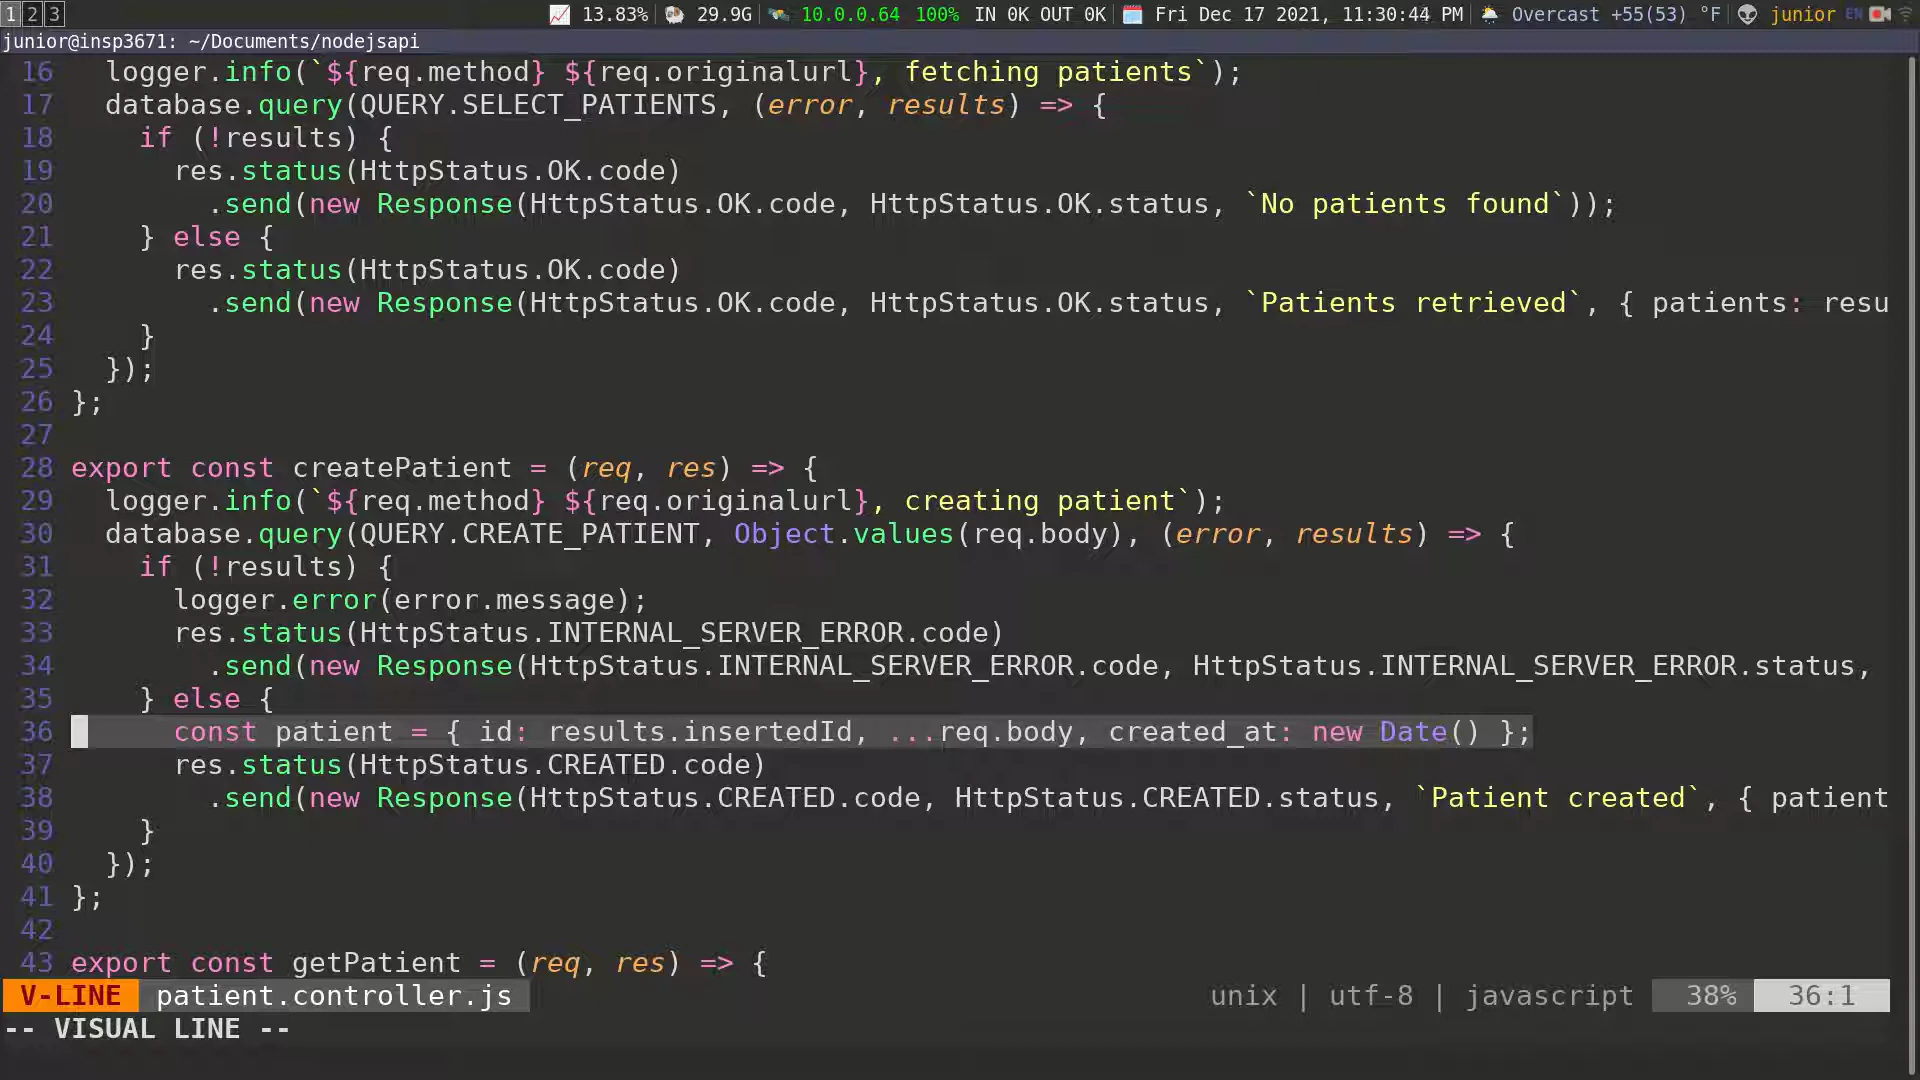 1 2 3 13.83% 29.9G 10.0.0.64 100% IN 0K OUT 0K Fri Dec 17 2021, 11:30:44 PM Overcast +55(53) °F junior EN
junior@insp3671: ~/Documents/nodejsapi
16   logger.info(`${req.method} ${req.originalurl}, fetching patients`);
17   database.query(QUERY.SELECT_PATIENTS, (error, results) => {
18     if (!results) {
19       res.status(HttpStatus.OK.code)
20         .send(new Response(HttpStatus.OK.code, HttpStatus.OK.status, `No patients found`));
21     } else {
22       res.status(HttpStatus.OK.code)
23         .send(new Response(HttpStatus.OK.code, HttpStatus.OK.status, `Patients retrieved`, { patients: resu
24     }
25   });
26 };
27
28 export const createPatient = (req, res) => {
29   logger.info(`${req.method} ${req.originalurl}, creating patient`);
30   database.query(QUERY.CREATE_PATIENT, Object.values(req.body), (error, results) => {
31     if (!results) {
32       logger.error(error.message);
33       res.status(HttpStatus.INTERNAL_SERVER_ERROR.code)
34         .send(new Response(HttpStatus.INTERNAL_SERVER_ERROR.code, HttpStatus.INTERNAL_SERVER_ERROR.status,
35     } else {
36       const patient = { id: results.insertedId, ...req.body, created_at: new Date() };
37       res.status(HttpStatus.CREATED.code)
38         .send(new Response(HttpStatus.CREATED.code, HttpStatus.CREATED.status, `Patient created`, { patient
39     }
40   });
41 };
42
43 export const getPatient = (req, res) => {
V-LINE patient.controller.js unix | utf-8 | javascript 38% 36:1
-- VISUAL LINE --